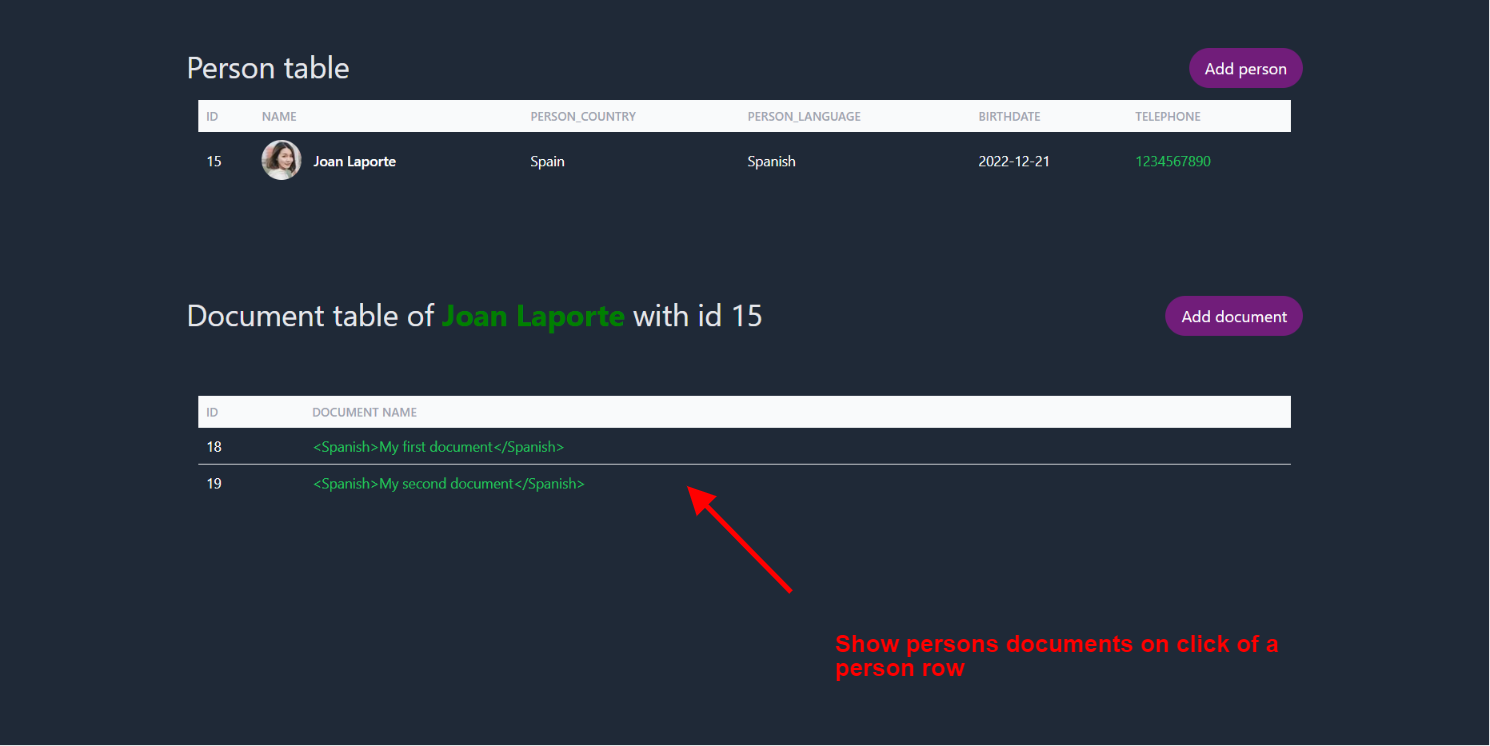 Person table
Add person
ID NAME PERSON_COUNTRY PERSON_LANGUAGE BIRTHDATE TELEPHONE
15 Joan Laporte Spain Spanish 2022-12-21 1234567890
Document table of Joan Laporte with id 15
Add document
ID DOCUMENT NAME
18 <Spanish>My first document</Spanish>
19 <Spanish>My second document</Spanish>
Show persons documents on click of a
person row